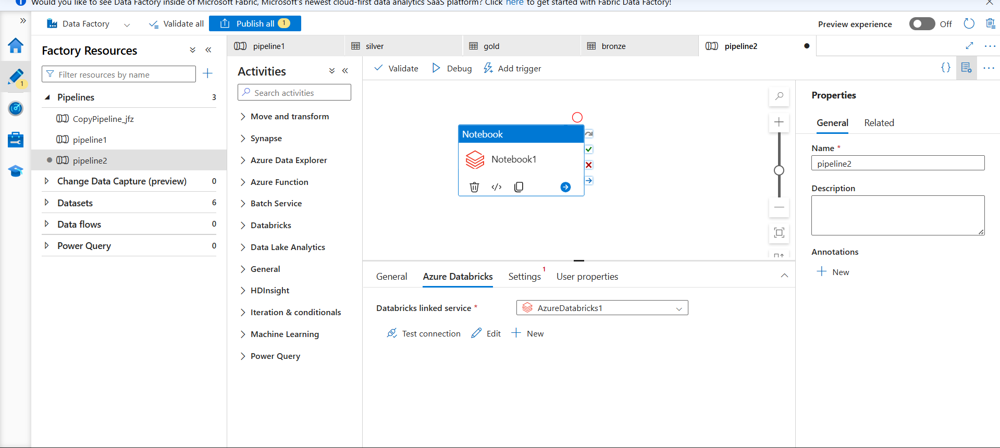 Would you like to see Data Factory inside of Microsoft Fabric, Microsoft's newest cloud-first data analytics SaaS platform? Click here to get started with Fabric Data Factory!
Data Factory
Validate all
Publish all 1
Preview experience
Off
1
Factory Resources
Filter resources by name
Pipelines 3
CopyPipeline_jfz
pipeline1
pipeline2
Change Data Capture (preview) 0
Datasets 6
Data flows 0
Power Query 0
pipeline1
silver
gold
bronze
pipeline2
Activities
Search activities
Move and transform
Synapse
Azure Data Explorer
Azure Function
Batch Service
Databricks
Data Lake Analytics
General
HDInsight
Iteration & conditionals
Machine Learning
Power Query
Validate
Debug
Add trigger
Notebook
Notebook1
General
Azure Databricks
Settings 1
User properties
Databricks linked service *
AzureDatabricks1
Test connection
Edit
New
Properties
General
Related
Name *
pipeline2
Description
Annotations
New